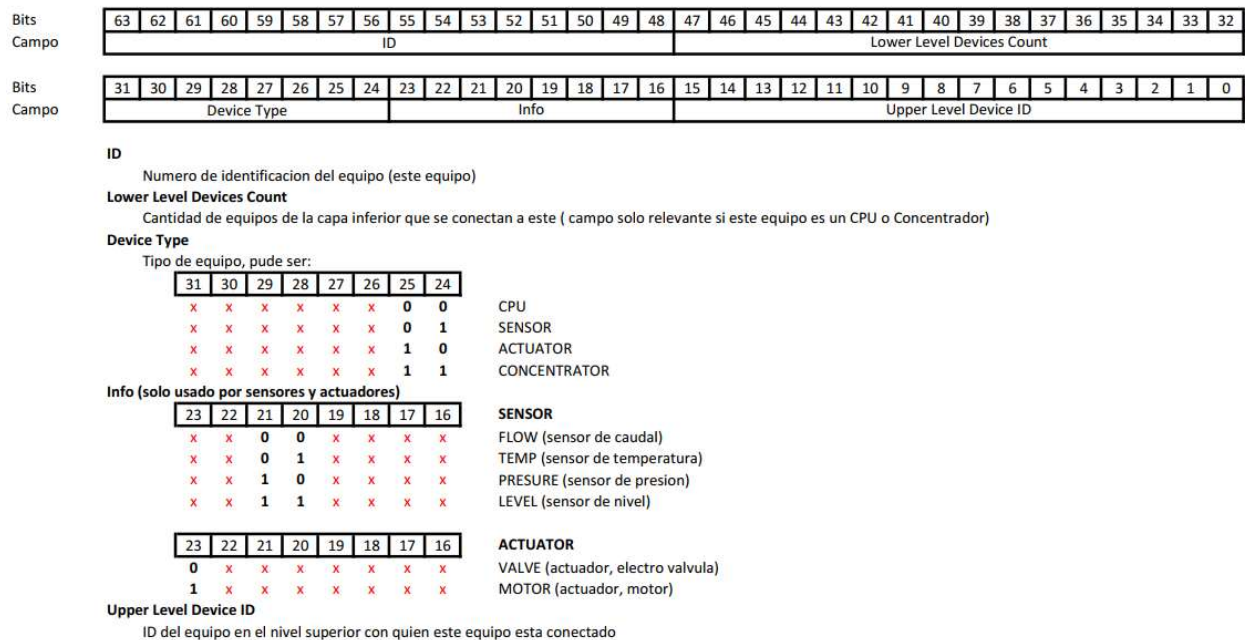 Bits 63 62 61 60 59 58 57 56 55 54 53 52 51 50 49 48 47 46 45 44 43 42 41 40 39 38 37 36 35 34 33 32
Campo ID Lower Level Devices Count
Bits 31 30 29 28 27 26 25 24 23 22 21 20 19 18 17 16 15 14 13 12 11 10 9 8 7 6 5 4 3 2 1 0
Campo Device Type Info Upper Level Device ID
ID
Numero de identificacion del equipo (este equipo)
Lower Level Devices Count
Cantidad de equipos de la capa inferior que se conectan a este ( campo solo relevante si este equipo es un CPU o Concentrador)
Device Type
Tipo de equipo, pude ser:
31 30 29 28 27 26 25 24
x x x x x x 0 0 CPU
x x x x x x 0 1 SENSOR
x x x x x x 1 0 ACTUATOR
x x x x x x 1 1 CONCENTRATOR
Info (solo usado por sensores y actuadores)
23 22 21 20 19 18 17 16 SENSOR
x x 0 0 x x x x FLOW (sensor de caudal)
x x 0 1 x x x x TEMP (sensor de temperatura)
x x 1 0 x x x x PRESURE (sensor de presion)
x x 1 1 x x x x LEVEL (sensor de nivel)
23 22 21 20 19 18 17 16 ACTUATOR
0 x x x x x x x VALVE (actuador, electro valvula)
1 x x x x x x x MOTOR (actuador, motor)
Upper Level Device ID
ID del equipo en el nivel superior con quien este equipo esta conectado